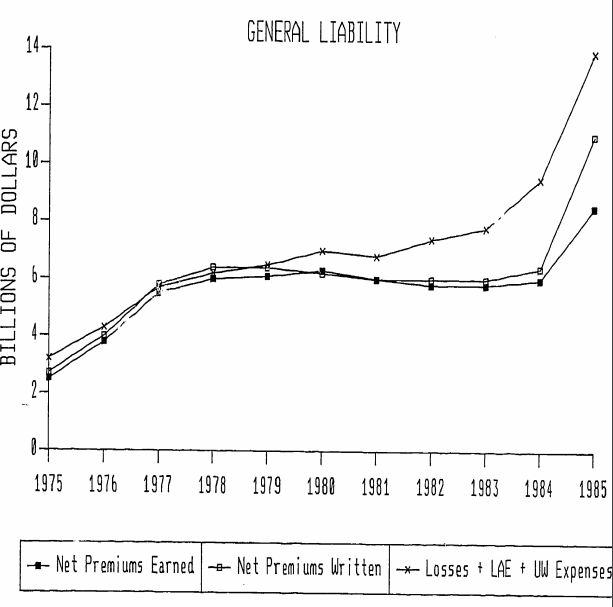 GENERAL LIABILITY
BILLIONS OF DOLLARS
14
12
10
8
6
4
2
0
1975 1976 1977 1978 1979 1980 1981 1982 1983 1984 1985
Net Premiums Earned Net Premiums Written Losses + LAE + UW Expenses